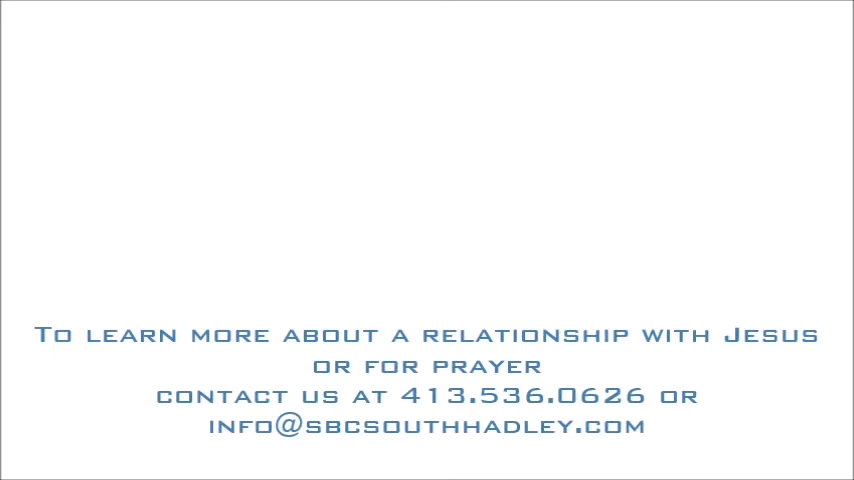 To learn more about a relationship with Jesus
or for prayer
contact us at 413.536.0626 or
info@sbcsouthhadley.com